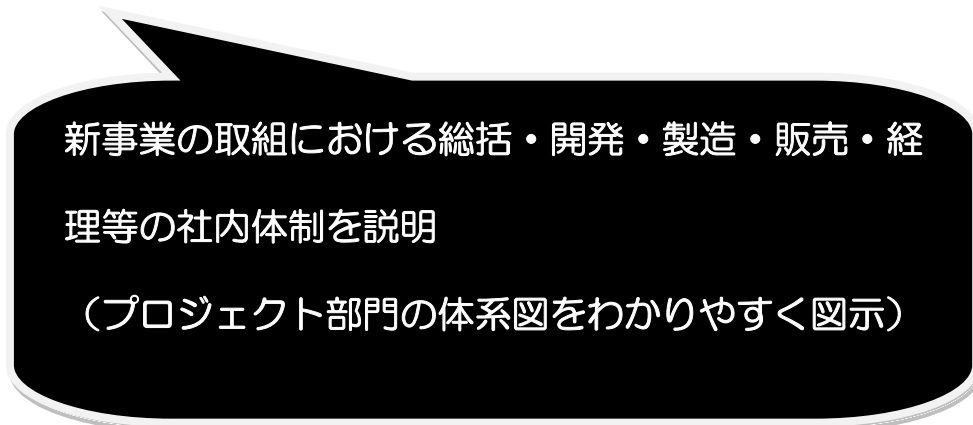 新事業の取組における総括・開発・製造・販売・経
理等の社内体制を説明
（プロジェクト部門の体系図をわかりやすく図示）